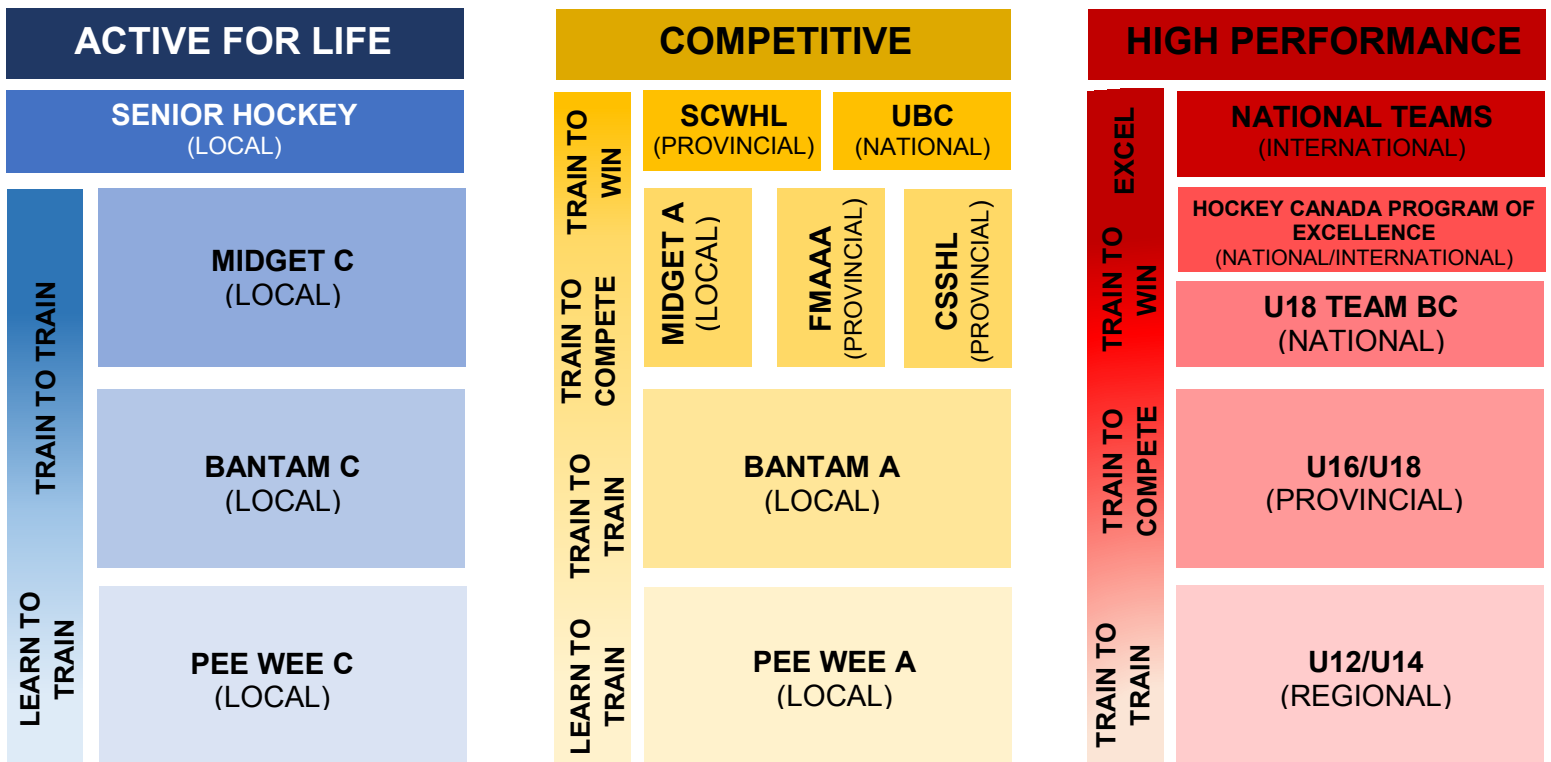 ACTIVE FOR LIFE
SENIOR HOCKEY
(LOCAL)
TRAIN TO TRAIN
LEARN TO
TRAIN
MIDGET C
(LOCAL)
BANTAM C
(LOCAL)
PEE WEE C
(LOCAL)
COMPETITIVE
TRAIN TO
WIN
TRAIN TO
COMPETE
TRAIN TO
TRAIN
LEARN TO
TRAIN
SCWHL
(PROVINCIAL)
UBC
(NATIONAL)
MIDGET A
(LOCAL)
FMAAA
(PROVINCIAL)
CSSHL
(PROVINCIAL)
BANTAM A
(LOCAL)
PEE WEE A
(LOCAL)
HIGH PERFORMANCE
EXCEL
TRAIN TO
WIN
TRAIN TO
COMPETE
TRAIN TO
TRAIN
NATIONAL TEAMS
(INTERNATIONAL)
HOCKEY CANADA PROGRAM OF
EXCELLENCE
(NATIONAL/INTERNATIONAL)
U18 TEAM BC
(NATIONAL)
U16/U18
(PROVINCIAL)
U12/U14
(REGIONAL)